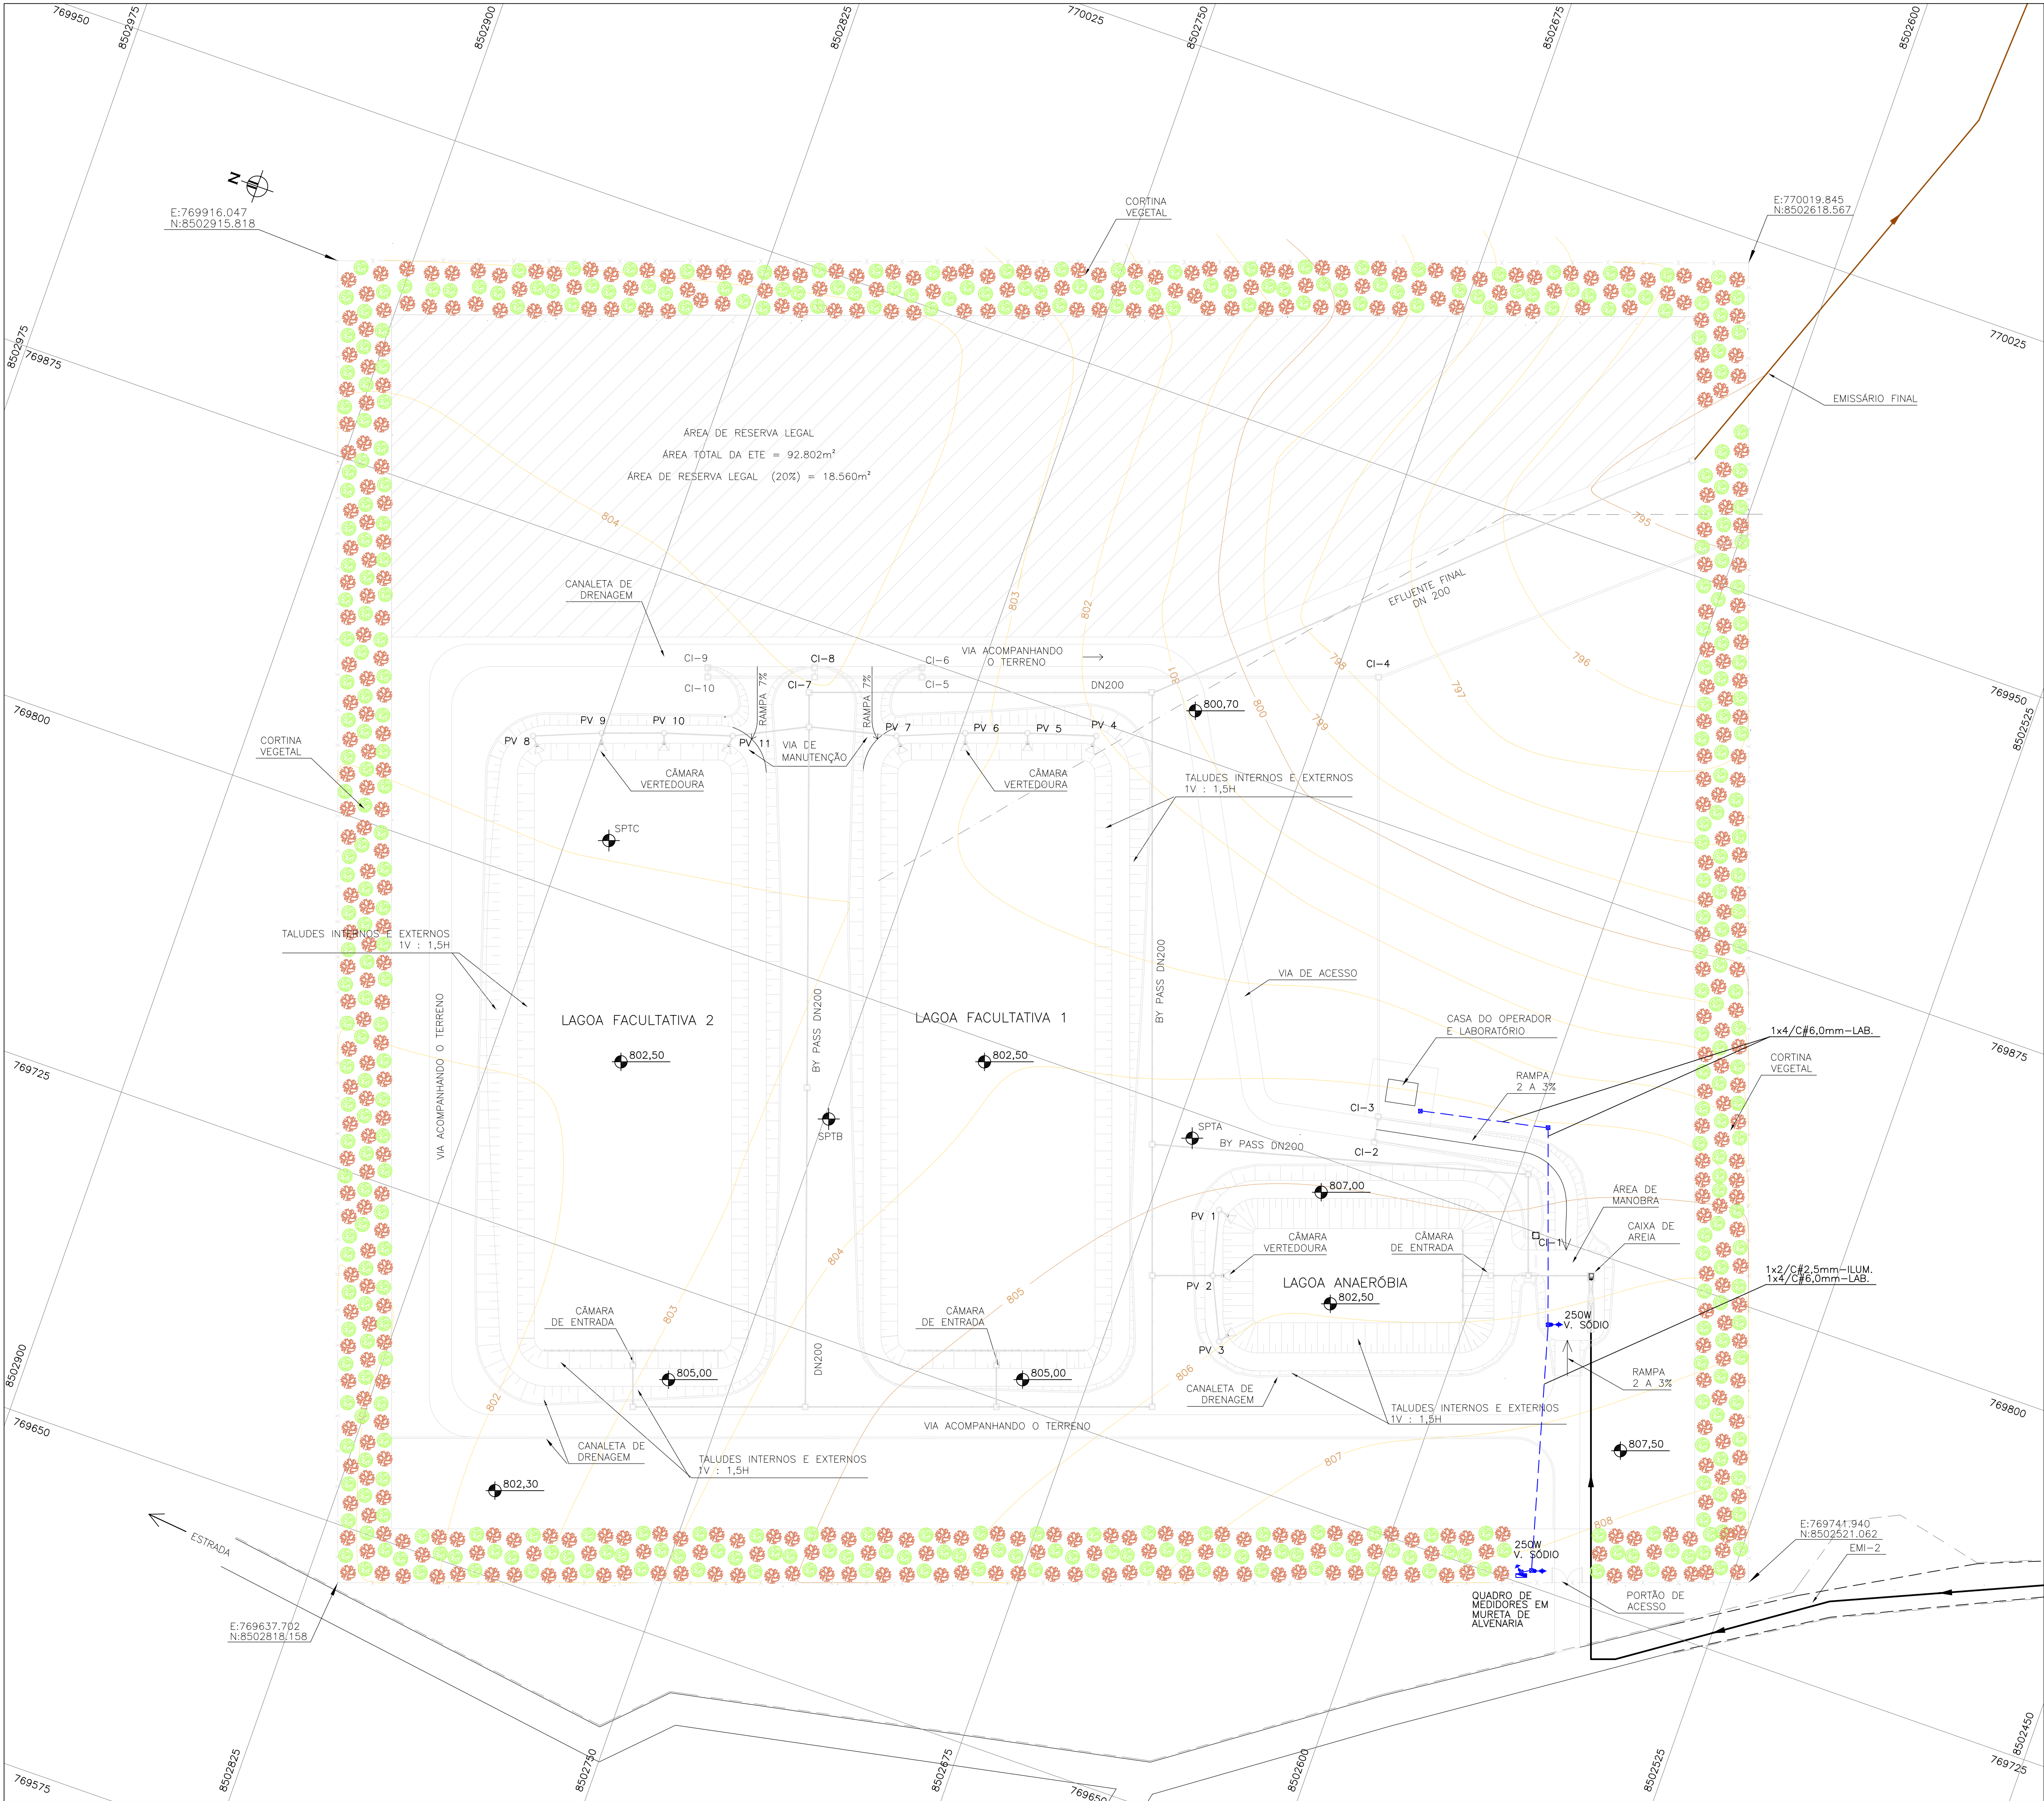 769950
8502975
8502900
8502825
770025
8502750
8502675
8502600
N
E:769916.047
N:8502915.818
CORTINA
VEGETAL
E:770019.845
N:8502618.567
8502975
769875
770025
EMISSÁRIO FINAL
ÁREA DE RESERVA LEGAL
ÁREA TOTAL DA ETE = 92.802m²
ÁREA DE RESERVA LEGAL (20%) = 18.560m²
804
795
CANALETA DE
DRENAGEM
803
802
EFLUENTE FINAL
DN 200
CI-9
CI-8
CI-6
VIA ACOMPANHANDO
O TERRENO
798
796
CI-4
801
CI-10
CI-7
CI-5
DN200
797
769950
8502525
RAMPA 7%
RAMPA 7%
800
799
800,70
769800
PV 9
PV 10
PV 7
PV 6
PV 5
PV 4
PV 8
PV 11
VIA DE
MANUTENÇÃO
CORTINA
VEGETAL
CÂMARA
VERTEDOURA
CÂMARA
VERTEDOURA
TALUDES INTERNOS E EXTERNOS
1V : 1,5H
SPTC
TALUDES INTERNOS E EXTERNOS
1V : 1,5H
VIA DE ACESSO
BY PASS DN200
LAGOA FACULTATIVA 2
LAGOA FACULTATIVA 1
CASA DO OPERADOR
E LABORATÓRIO
1x4/C#6,0mm-LAB.
VIA ACOMPANHANDO O TERRENO
BY PASS DN200
802,50
802,50
769875
CORTINA
VEGETAL
769725
RAMPA
2 A 3%
CI-3
SPTB
SPTA
BY PASS DN200
CI-2
807,00
ÁREA DE
MANOBRA
PV 1
CÂMARA
VERTEDOURA
CÂMARA
DE ENTRADA
CI-1
CAIXA DE
AREIA
804
PV 2
LAGOA ANAERÓBIA
802,50
1x2/C#2,5mm-ILUM.
1x4/C#6,0mm-LAB.
805
803
CÂMARA
DE ENTRADA
CÂMARA
DE ENTRADA
250W
V. SÓDIO
PV 3
8502900
DN200
805,00
805,00
806
RAMPA
2 A 3%
802
CANALETA DE
DRENAGEM
TALUDES INTERNOS E EXTERNOS
1V : 1,5H
769650
769800
VIA ACOMPANHANDO O TERRENO
CANALETA DE
DRENAGEM
TALUDES INTERNOS E EXTERNOS
1V : 1,5H
807
807,50
802,30
808
ESTRADA
E:769741.940
N:8502521.062
EMI-2
250W
V. SÓDIO
QUADRO DE
MEDIDORES EM
MURETA DE
ALVENARIA
PORTÃO DE
ACESSO
E:769637.702
N:8502818.158
769575
8502825
8502750
8502675
769650
8502600
8502525
8502450
769725